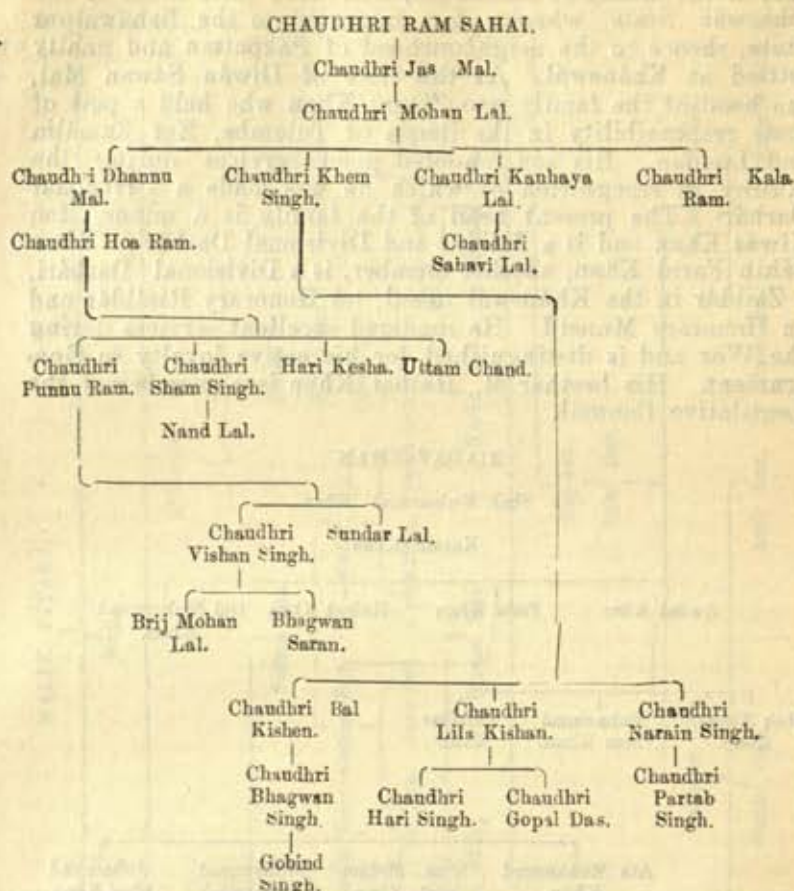 CHAUDHRI RAM SAHAI.
Chaudhri Jas Mal.
Chaudhri Mohan Lal.
Chaudhri Dhannu Chaudhri Khem Chaudhri Kanhaya Chaudhri Kala
Mal. Singh. Lal Ram.
Chaudhri Hoa Ram. Chaudhri
Sahavi Lal.
Chaudhri Chaudhri Hari Kesha. Uttam Chand.
Punnu Ram. Sham Singh.
Nand Lal.
Chaudhri Sundar Lal.
Vishan Singh.
Brij Mohan Bhagwan
Lal. Saran.
Chaudhri Bal Chaudhri Chaudhri
Kishen. Lila Kishan. Narain Singh.
Chaudhri Chaudhri Chaudhri Chaudhri
Bhagwan Hari Singh. Gopal Das. Partab
Singh Singh.
Gobind
Singh.